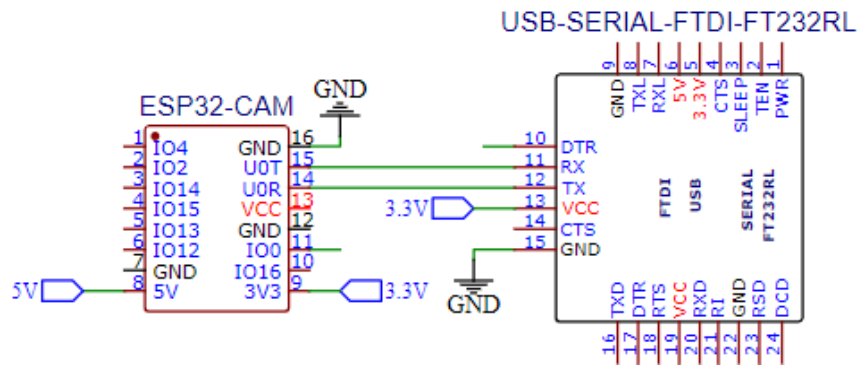 USB-SERIAL-FTDI-FT232RL
9 8 7 6 5 4 3 2 1
GND TXL RXL 5V 3.3V CTS SLEEP TEN PWR
ESP32-CAM
GND
1 IO4
2 IO2
3 IO14
4 IO15
5 IO13
6 IO12
7 GND
5V
8 5V
GND 16
U0T 15
U0R 14
VCC 13
GND 12
IO0 11
IO16 10
3V3 9
3.3V
3.3V
GND
10 DTR
11 RX
12 TX
13 VCC
14 CTS
15 GND
FTDI
USB
SERIAL
FT232RL
TXD DTR RTS VCC RXD RI GND RSD DCD
16 17 18 19 20 21 22 23 24